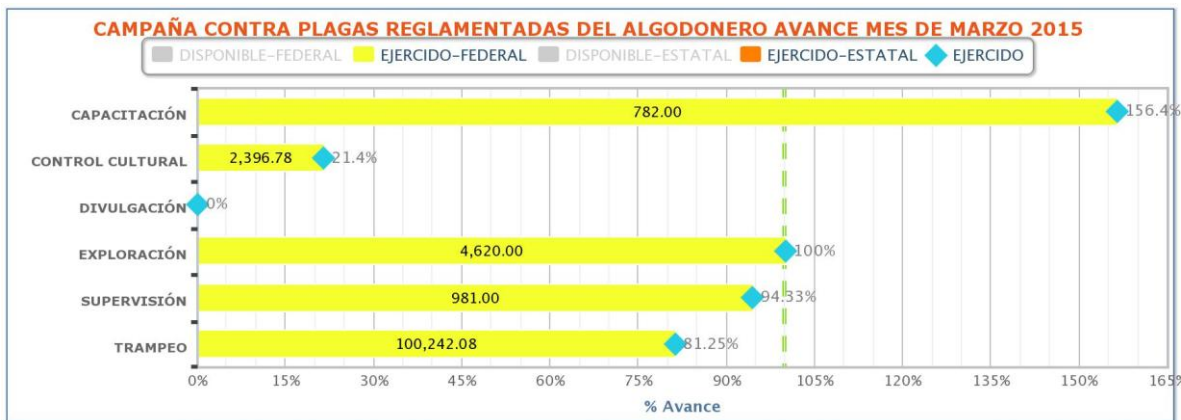 CAMPAÑA CONTRA PLAGAS REGLAMENTADAS DEL ALGODONERO AVANCE MES DE MARZO 2015
DISPONIBLE-FEDERAL EJERCIDO-FEDERAL DISPONIBLE-ESTATAL EJERCIDO-ESTATAL EJERCIDO
CAPACITACIÓN 782.00 156.4%
CONTROL CULTURAL 2,396.78 21.4%
DIVULGACIÓN 0%
EXPLORACIÓN 4,620.00 100%
SUPERVISIÓN 981.00 94.33%
TRAMPEO 100,242.08 81.25%
0% 15% 30% 45% 60% 75% 90% 105% 120% 135% 150% 165%
% Avance